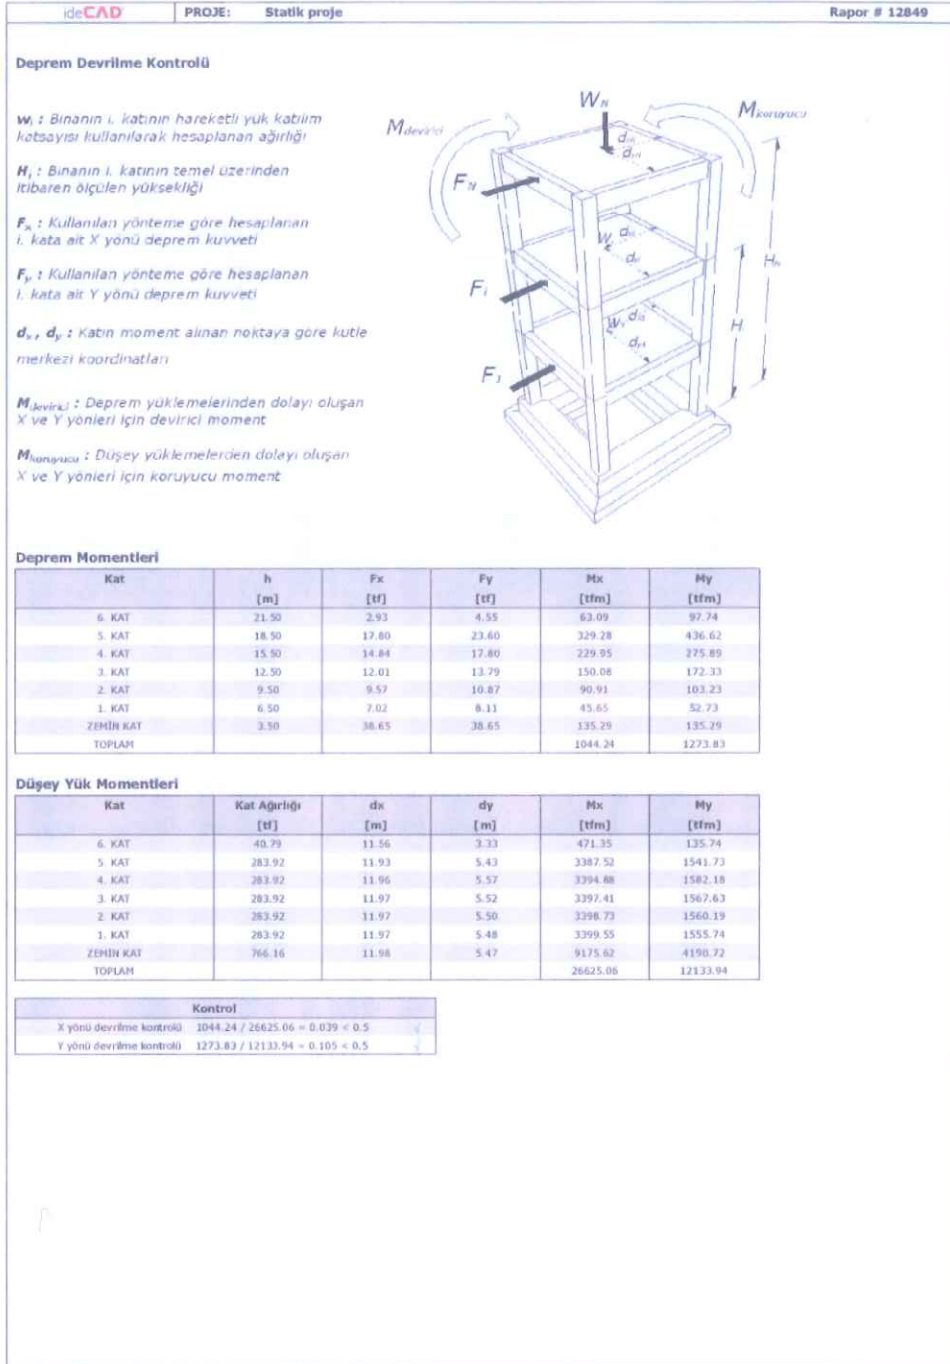 ideCAD PROJE: Statik proje Rapor # 12849
Deprem Devrilme Kontrolü
Wi : Binanın i. katının hareketli yük katılım
katsayısı kullanılarak hesaplanan ağırlığı
Hi : Binanın i. katının temel üzerinden
itibaren ölçülen yüksekliği
Fx : Kullanılan yönteme göre hesaplanan
i. kata ait X yönü deprem kuvveti
Fy : Kullanılan yönteme göre hesaplanan
i. kata ait Y yönü deprem kuvveti
dx, dy : Katın moment alınan noktaya göre kütle
merkezi koordinatları
Mdevirici : Deprem yüklemelerinden dolayı oluşan
X ve Y yönleri için devirici moment
Mkoruyucu : Düşey yüklemelerden dolayı oluşan
X ve Y yönleri için koruyucu moment
WN
Mdevirici
Mkoruyucu
FN
Fi
F1
HN
Hi
Deprem Momentleri
Kat h Fx Fy Mx My
[m] [tf] [tf] [tfm] [tfm]
6. KAT 21.50 2.93 4.55 63.09 97.74
5. KAT 18.50 17.80 23.60 329.28 436.62
4. KAT 15.50 14.84 17.80 229.95 275.89
3. KAT 12.50 12.01 13.79 150.08 172.33
2. KAT 9.50 9.57 10.87 90.91 103.23
1. KAT 6.50 7.02 8.11 45.65 52.73
ZEMİN KAT 3.50 38.65 38.65 135.29 135.29
TOPLAM 1044.24 1273.83
Düşey Yük Momentleri
Kat Kat Ağırlığı dx dy Mx My
[tf] [m] [m] [tfm] [tfm]
6. KAT 40.79 11.56 3.33 471.35 135.74
5. KAT 283.92 11.93 5.43 3387.52 1541.73
4. KAT 283.92 11.96 5.57 3394.88 1582.18
3. KAT 283.92 11.97 5.52 3397.41 1567.63
2. KAT 283.92 11.97 5.50 3398.73 1560.19
1. KAT 283.92 11.97 5.48 3399.55 1555.74
ZEMİN KAT 766.16 11.98 5.47 9175.62 4190.72
TOPLAM 26625.06 12133.94
Kontrol
X yönü devrilme kontrolü 1044.24 / 26625.06 = 0.039 < 0.5 √
Y yönü devrilme kontrolü 1273.83 / 12133.94 = 0.105 < 0.5 √